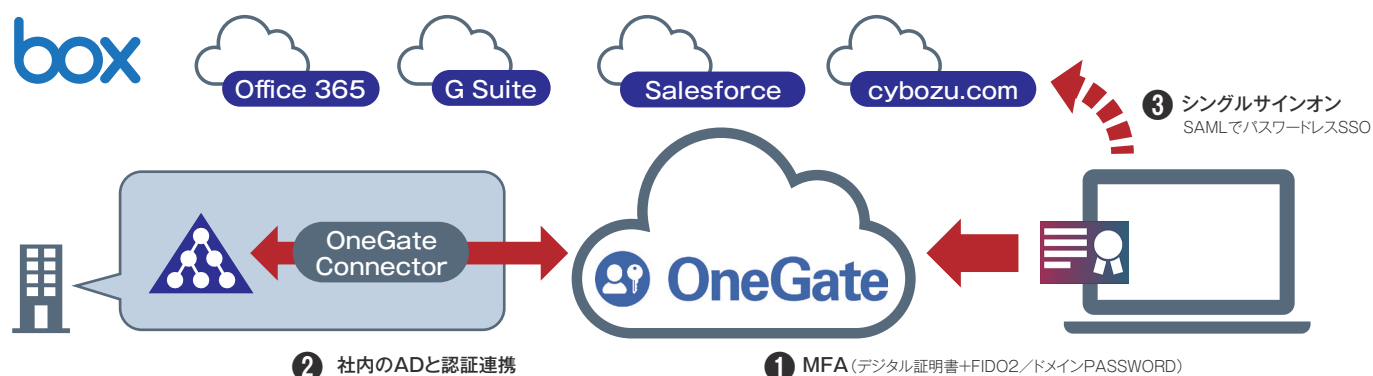 box
Office 365
G Suite
Salesforce
cybozu.com
❸ シングルサインオン
SAMLでパスワードレスSSO
OneGate
Connector
OneGate
❷ 社内のADと認証連携
❶ MFA（デジタル証明書+FIDO2／ドメインPASSWORD）